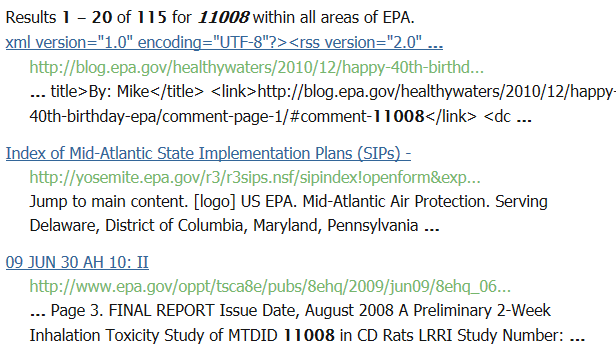 Results 1 – 20 of 115 for 11008 within all areas of EPA.
xml version="1.0" encoding="UTF-8"?><rss version="2.0" ...
http://blog.epa.gov/healthywaters/2010/12/happy-40th-birthd...
... title>By: Mike</title> <link>http://blog.epa.gov/healthywaters/2010/12/happy-
40th-birthday-epa/comment-page-1/#comment-11008</link> <dc ...
Index of Mid-Atlantic State Implementation Plans (SIPs) -
http://yosemite.epa.gov/r3/r3sips.nsf/sipindex!openform&exp...
Jump to main content. [logo] US EPA. Mid-Atlantic Air Protection. Serving
Delaware, District of Columbia, Maryland, Pennsylvania ...
09 JUN 30 AH 10: II
http://www.epa.gov/oppt/tsca8e/pubs/8ehq/2009/jun09/8ehq_06...
... Page 3. FINAL REPORT Issue Date, August 2008 A Preliminary 2-Week
Inhalation Toxicity Study of MTDID 11008 in CD Rats LRRI Study Number: ...